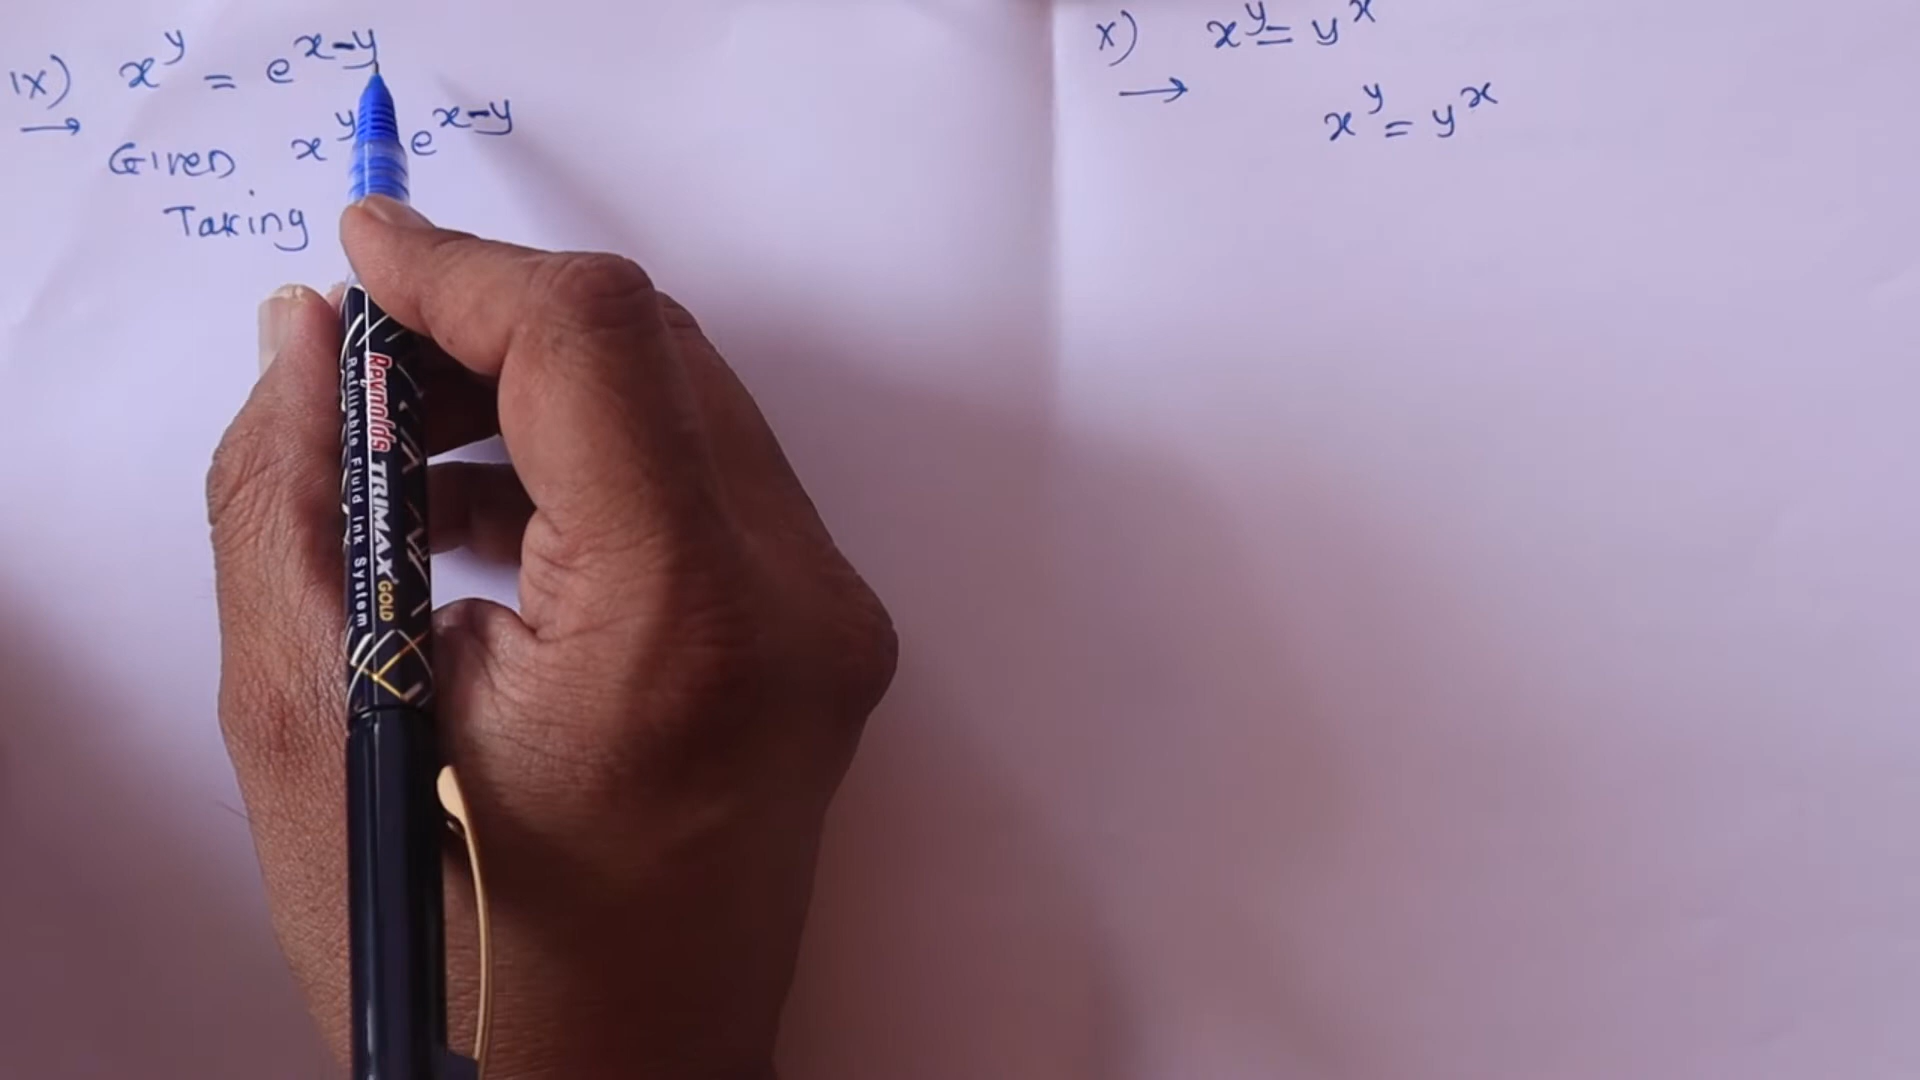 ix) x^y = e^{x-y}
→ Given x^y e^{x-y}
Taking
x) x^y = y^x
→ x^y = y^x
Reynolds TRIMAX GOLD
Refillable Fluid Ink System